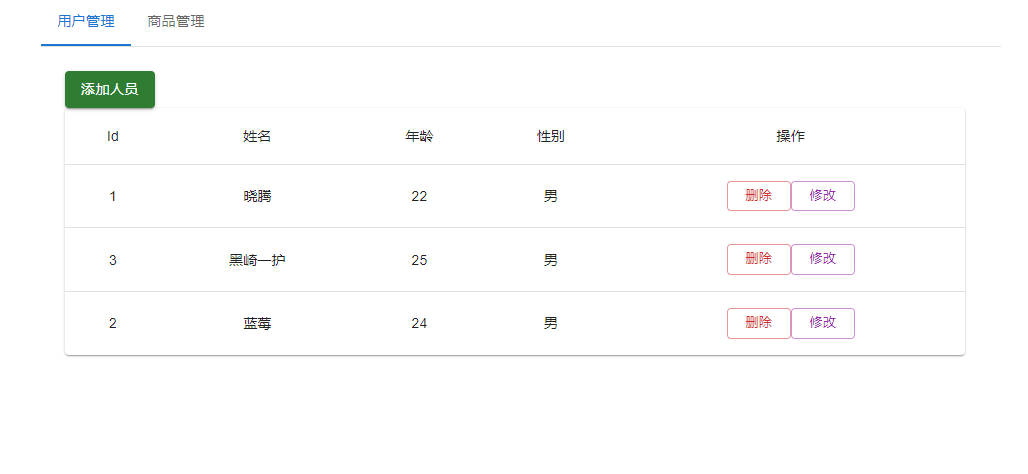 用户管理 商品管理
添加人员
Id 姓名 年龄 性别 操作
1 晓腾 22 男 删除 修改
3 黑崎一护 25 男 删除 修改
2 蓝莓 24 男 删除 修改